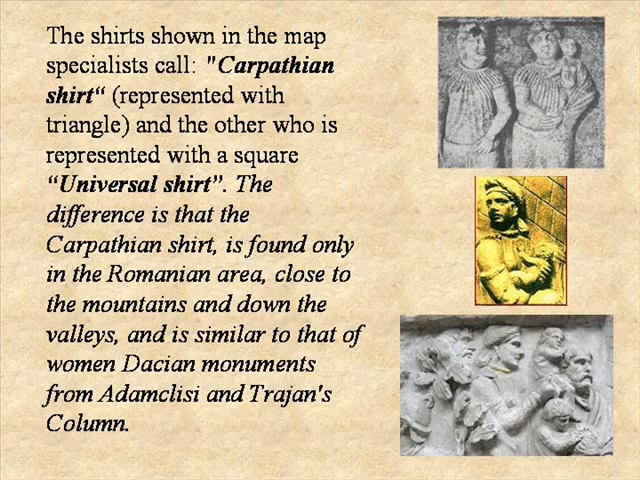 The shirts shown in the map
specialists call: "Carpathian
shirt“ (represented with
triangle) and the other who is
represented with a square
“Universal shirt”. The
difference is that the
Carpathian shirt, is found only
in the Romanian area, close to
the mountains and down the
valleys, and is similar to that of
women Dacian monuments
from Adamclisi and Trajan's
Column.